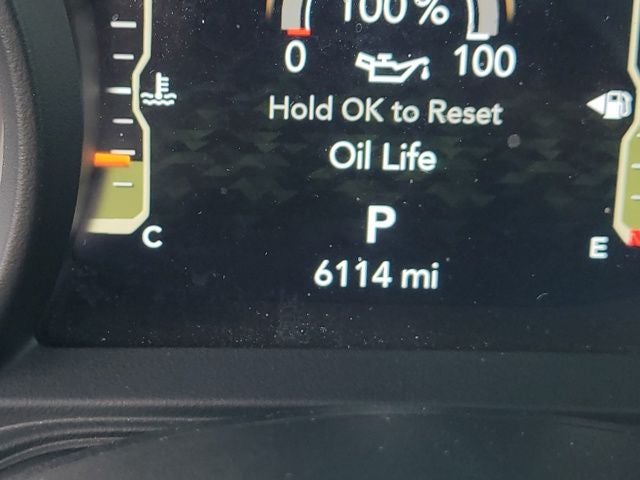 100%
0 100
Hold OK to Reset
Oil Life
P
C E
6114 mi